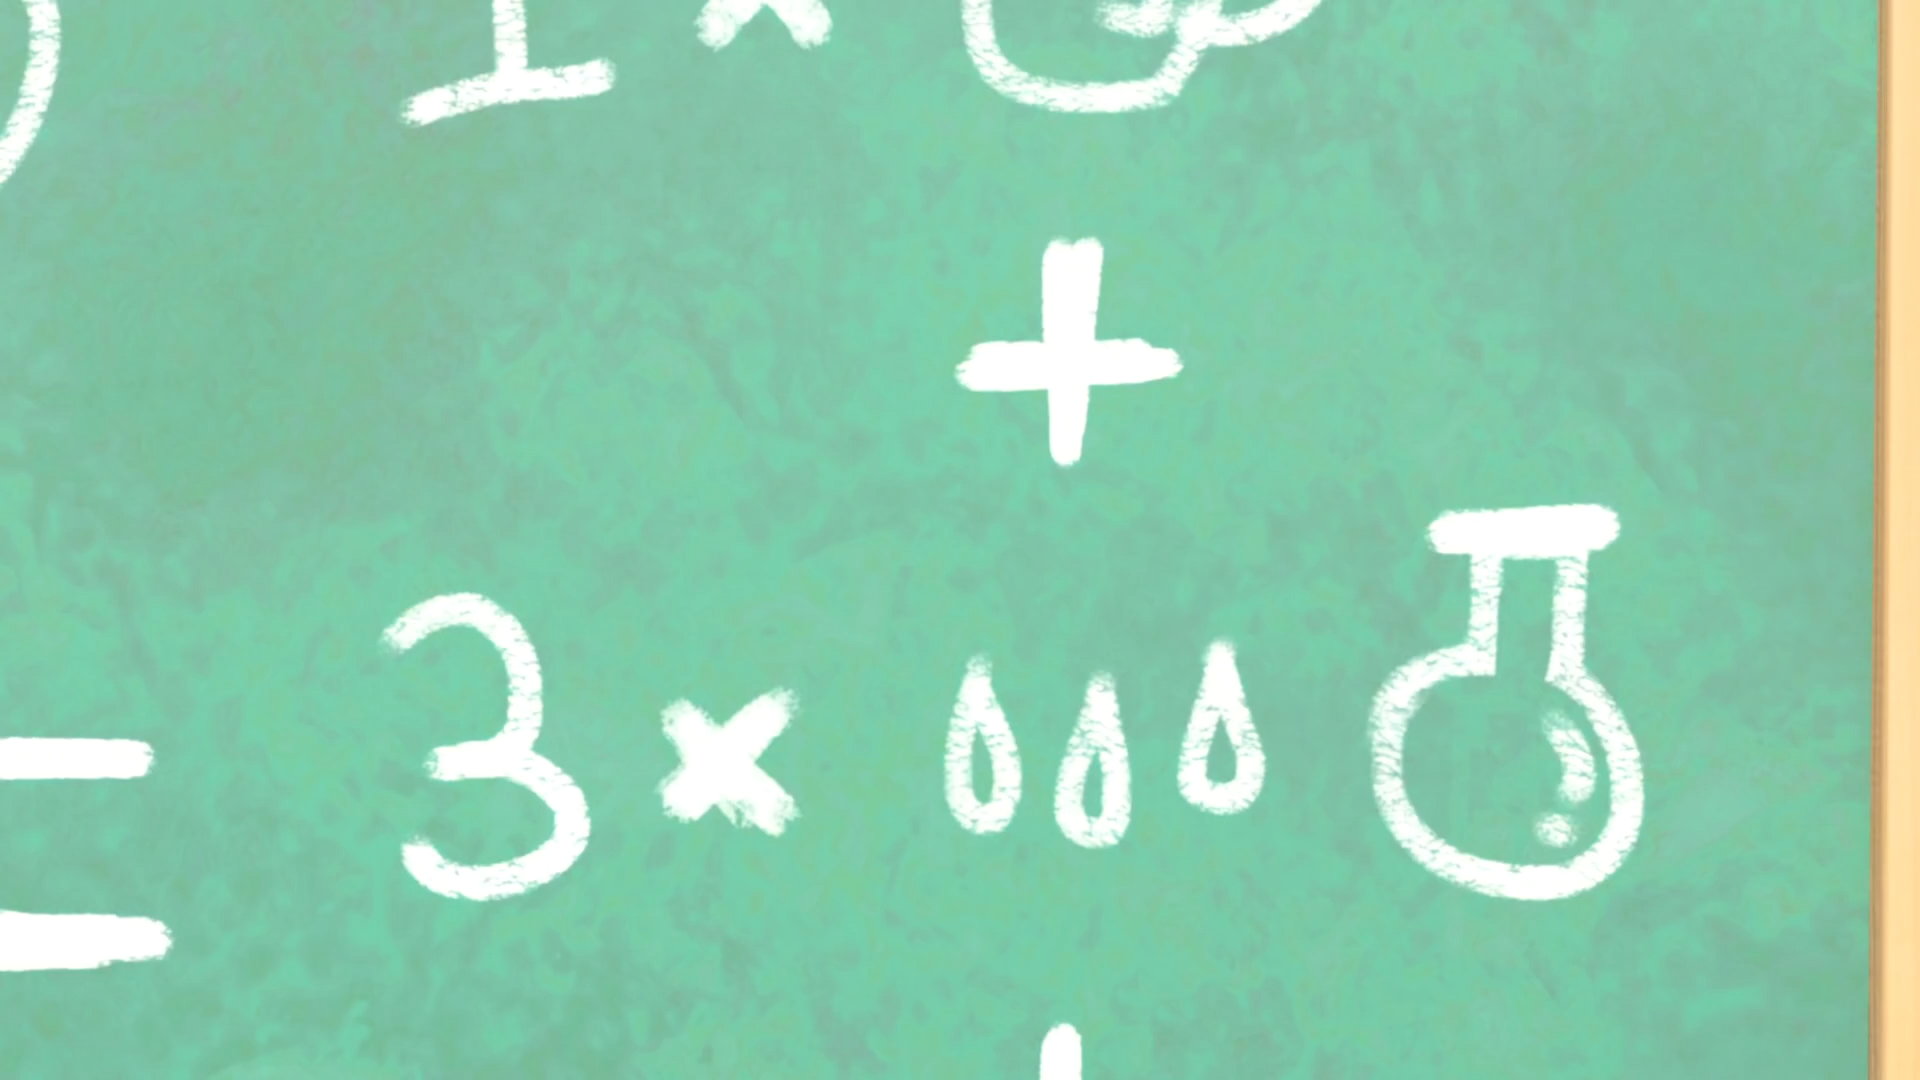 1 ×
+
= 3 ×